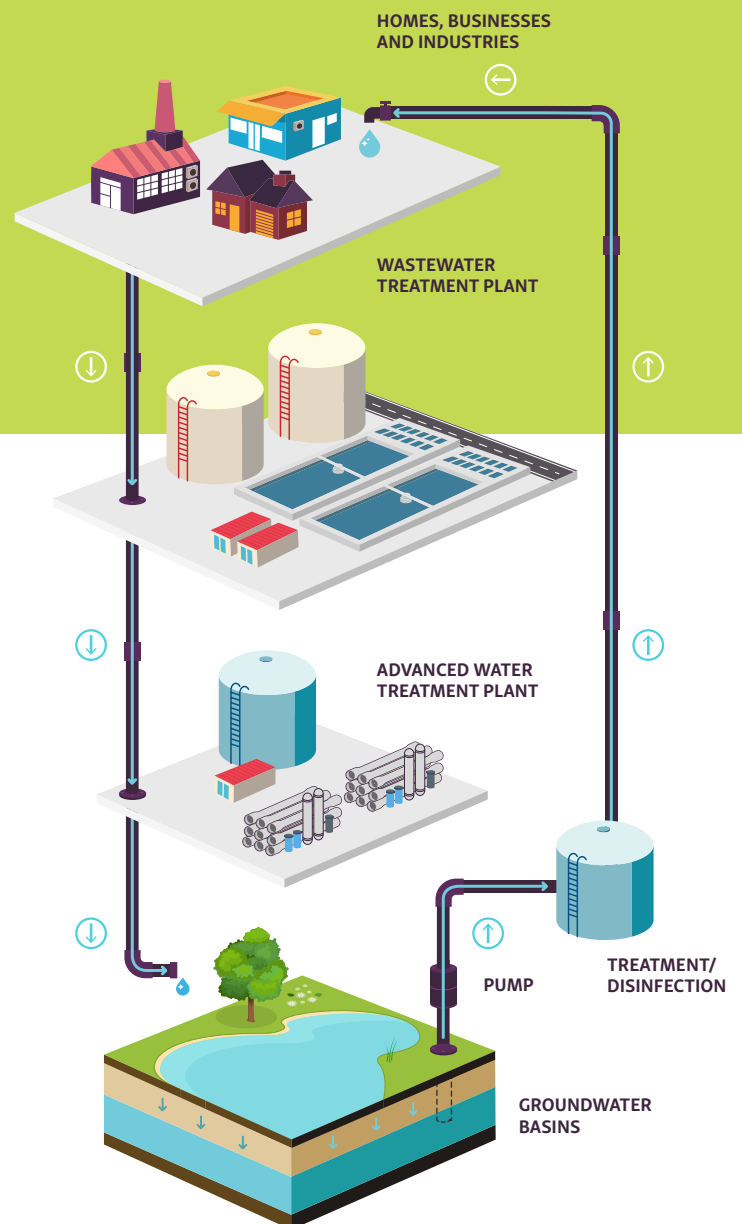 HOMES, BUSINESSES
AND INDUSTRIES
WASTEWATER
TREATMENT PLANT
ADVANCED WATER
TREATMENT PLANT
PUMP
TREATMENT/
DISINFECTION
GROUNDWATER
BASINS